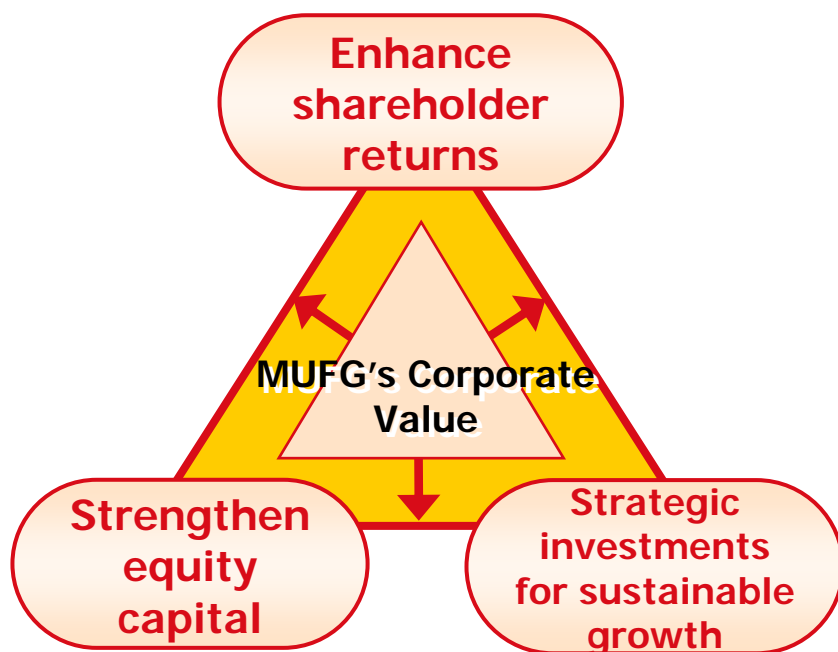 Enhance
shareholder
returns
MUFG's Corporate
Value
Strengthen
equity
capital
Strategic
investments
for sustainable
growth